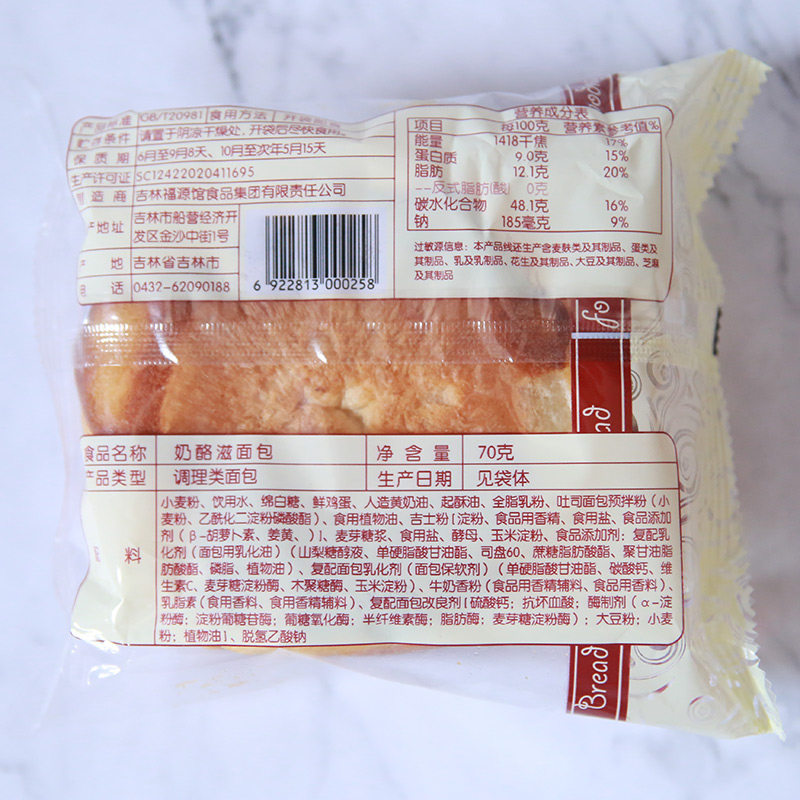 产品标准 GB/T20981 食用方法 开袋即食
贮存条件 请置于阴凉干燥处，开袋后尽快食用。
保质期 6月至9月8天、10月至次年5月15天
生产许可证 SC12422020411695
制造商 吉林福源馆食品集团有限责任公司
产地址 吉林市船营经济开
发区金沙中街1号
产地 吉林省吉林市
电话 0432-62090188
6 922813 000258
营养成分表
项目 每100克 营养素参考值%
能量 1418千焦 17%
蛋白质 9.0克 15%
脂肪 12.1克 20%
--反式脂肪(酸) 0克
碳水化合物 48.1克 16%
钠 185毫克 9%
过敏源信息：本产品线还生产含麦麸类及其制品、蛋类及
其制品、乳及乳制品、花生及其制品、大豆及其制品、芝麻
及其制品
食品名称 奶酪滋面包 净含量 70克
产品类型 调理类面包 生产日期 见袋体
料
小麦粉、饮用水、绵白糖、鲜鸡蛋、人造黄奶油、起酥油、全脂乳粉、吐司面包预拌粉（小
麦粉、乙酰化二淀粉磷酸酯）、食用植物油、吉士粉[淀粉、食品用香精、食用盐、食品添加
剂（β-胡萝卜素、姜黄、）]、麦芽糖浆、食用盐、酵母、玉米淀粉、食品添加剂：复配乳
化剂（面包用乳化油）（山梨糖醇液、单硬脂酸甘油酯、司盘60、蔗糖脂肪酸酯、聚甘油脂
肪酸酯、磷脂、植物油）、复配面包乳化剂（面包保软剂）（单硬脂酸甘油酯、碳酸钙、维
生素C、麦芽糖淀粉酶、木聚糖酶、玉米淀粉）、牛奶香粉（食品用香精辅料、食品用香料）、
乳脂素（食用香料、食用香精辅料）、复配面包改良剂[硫酸钙；抗坏血酸；酶制剂（α-淀
粉酶；淀粉葡糖苷酶；葡糖氧化酶；半纤维素酶；脂肪酶；麦芽糖淀粉酶）；大豆粉；小麦
粉；植物油]、脱氢乙酸钠
food
Bread
Bread